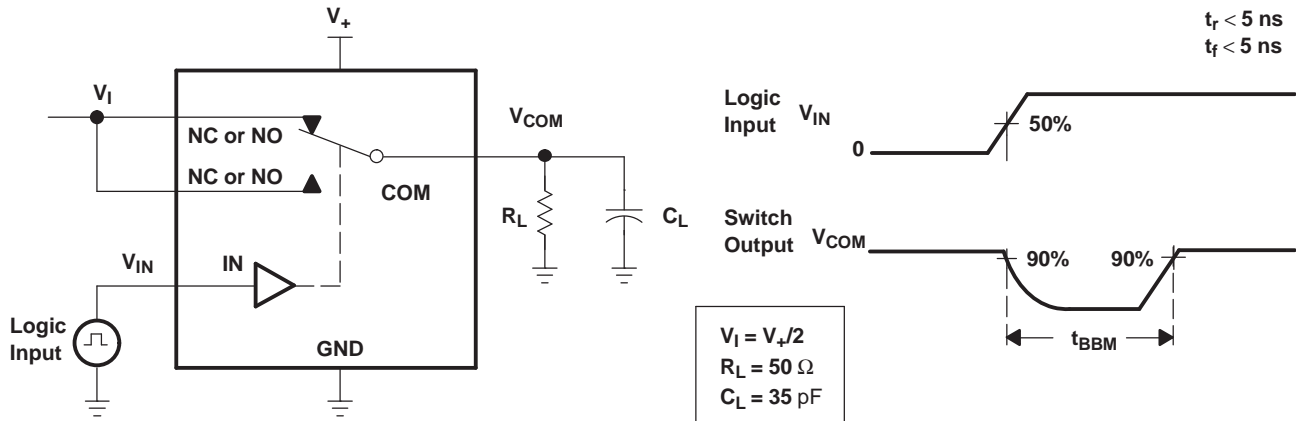 V+
tr < 5 ns
tf < 5 ns
VI
NC or NO
NC or NO
COM
VCOM
RL
CL
VIN
IN
Logic
Input
GND
Logic
Input
VIN
0
50%
Switch
Output
VCOM
90%
90%
tBBM
VI = V+/2
RL = 50 Ω
CL = 35 pF